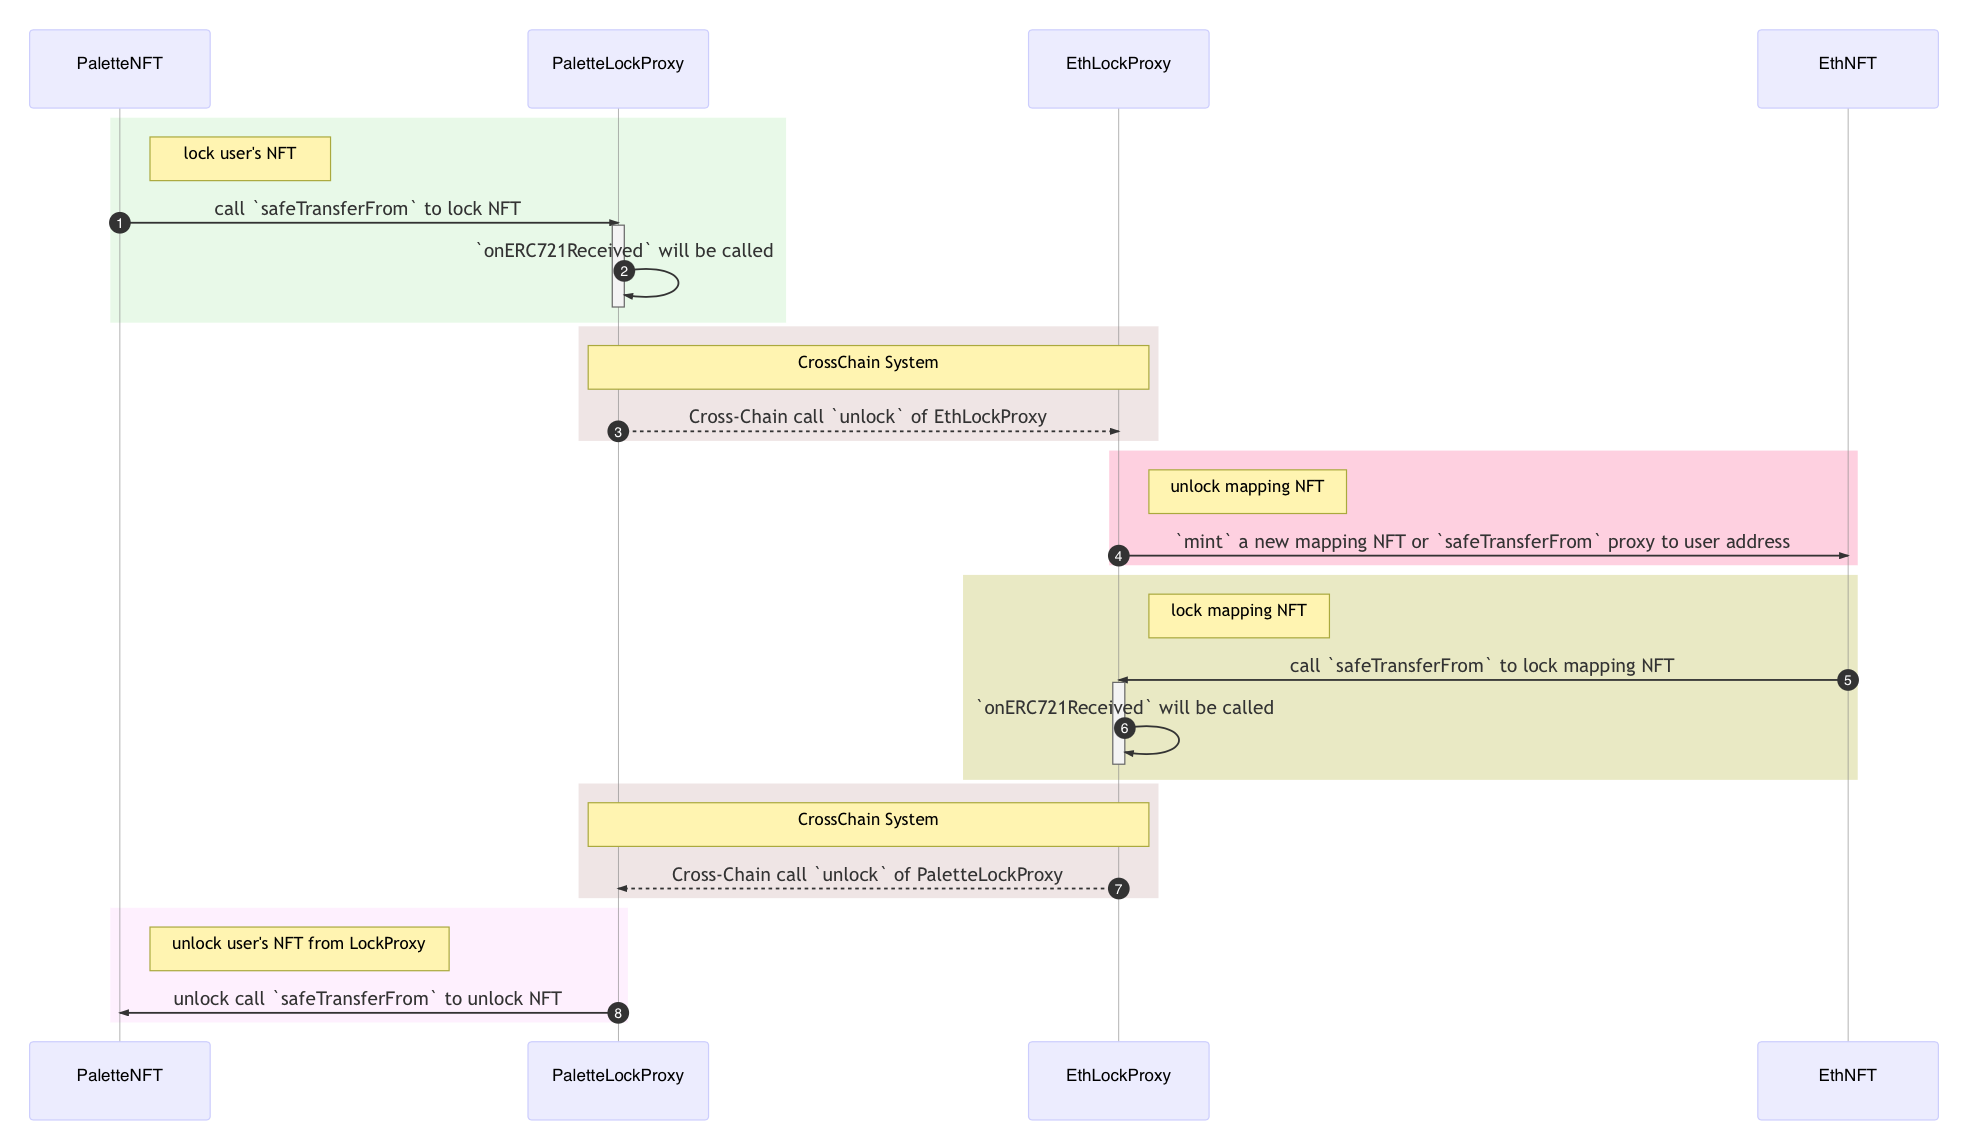 PaletteNFT
PaletteLockProxy
EthLockProxy
EthNFT
lock user's NFT
call `safeTransferFrom` to lock NFT
1
`onERC721Received` will be called
2
CrossChain System
Cross-Chain call `unlock` of EthLockProxy
3
unlock mapping NFT
`mint` a new mapping NFT or `safeTransferFrom` proxy to user address
4
lock mapping NFT
call `safeTransferFrom` to lock mapping NFT
5
`onERC721Received` will be called
6
CrossChain System
Cross-Chain call `unlock` of PaletteLockProxy
7
unlock user's NFT from LockProxy
unlock call `safeTransferFrom` to unlock NFT
8
PaletteNFT
PaletteLockProxy
EthLockProxy
EthNFT